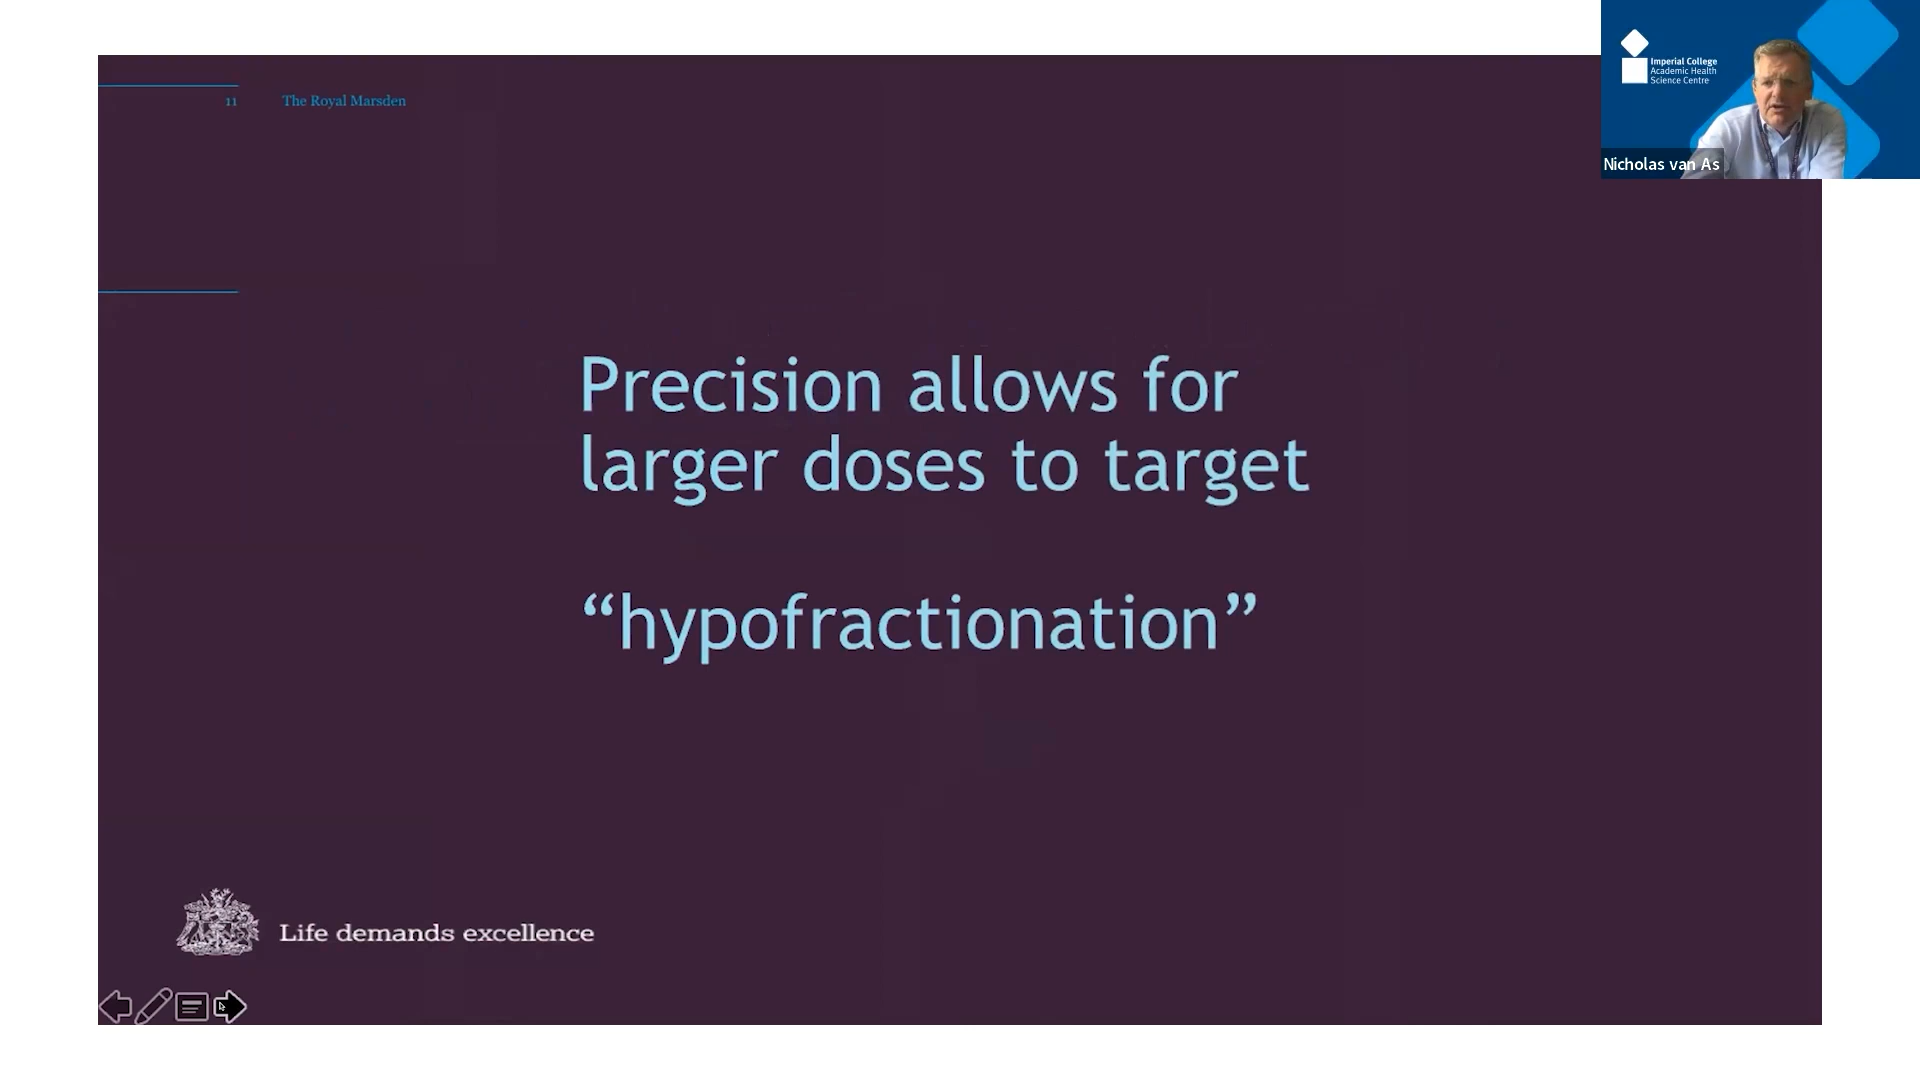 11 The Royal Marsden
Precision allows for
larger doses to target
“hypofractionation”
Life demands excellence
Imperial College
Academic Health
Science Centre
Nicholas van As